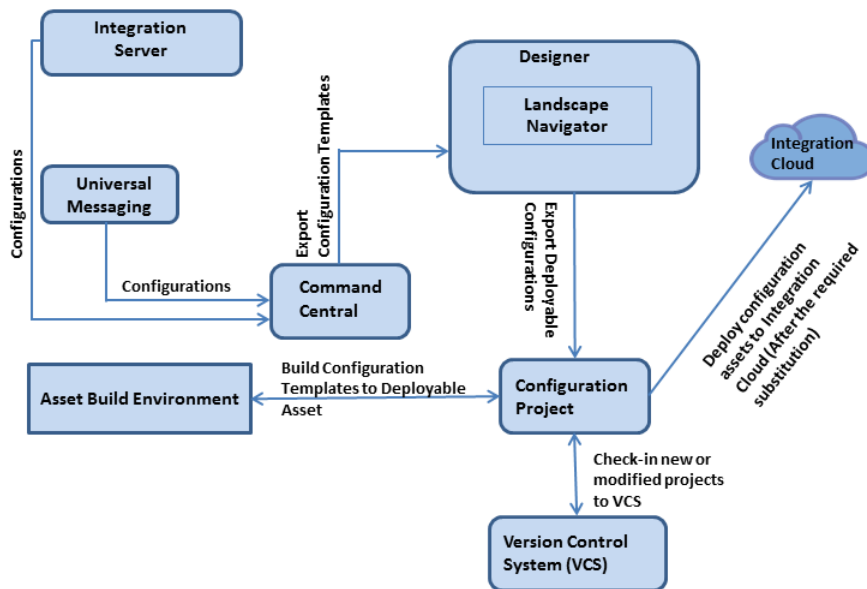 Integration
Server
Designer
Landscape
Navigator
Integration
Cloud
Universal
Messaging
Configurations
Export
Configuration Templates
Configurations
Command
Central
Export Deployable
Configurations
Deploy configuration
assets to Integration
Cloud (After the required
substitution)
Asset Build Environment
Build Configuration
Templates to Deployable
Asset
Configuration
Project
Check-in new or
modified projects
to VCS
Version Control
System (VCS)